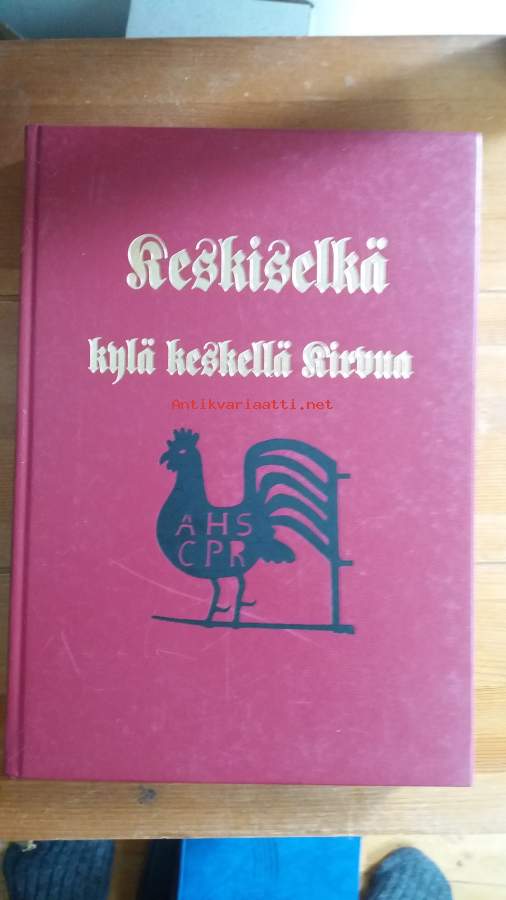 Keskiselkä
kylä keskellä Kirvua
Antikvariaatti.net
AHS
CPR